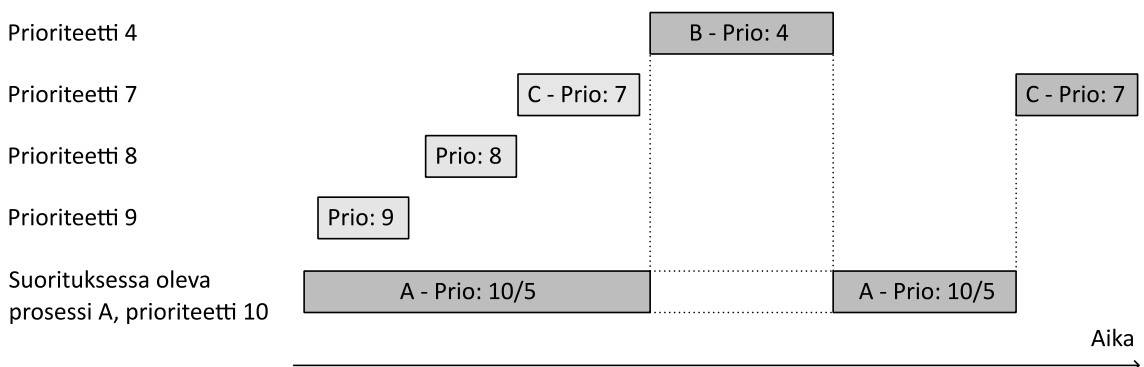 Prioriteetti 4
B - Prio: 4
Prioriteetti 7
C - Prio: 7
C - Prio: 7
Prioriteetti 8
Prio: 8
Prioriteetti 9
Prio: 9
Suorituksessa oleva
prosessi A, prioriteetti 10
A - Prio: 10/5
A - Prio: 10/5
Aika